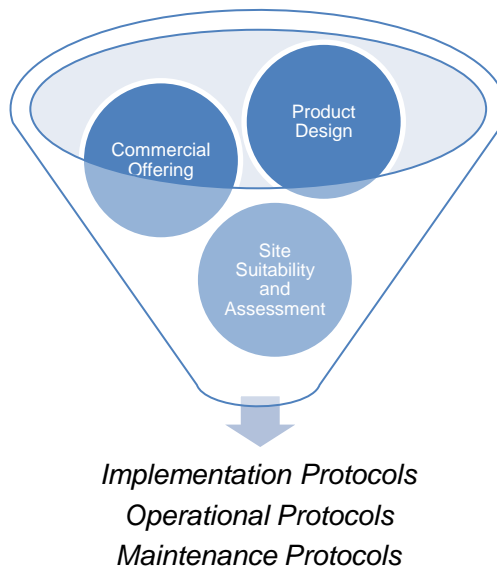 Product
Design
Commercial
Offering
Site
Suitability
and
Assessment
Implementation Protocols
Operational Protocols
Maintenance Protocols